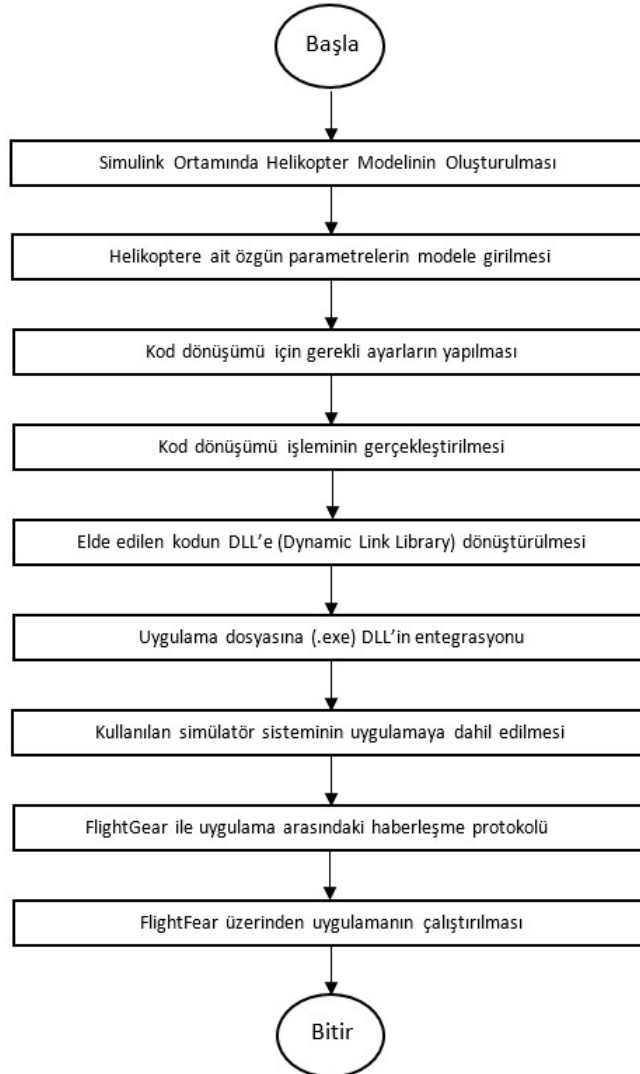 Başla
Simulink Ortamında Helikopter Modelinin Oluşturulması
Helikoptere ait özgün parametrelerin modele girilmesi
Kod dönüşümü için gerekli ayarların yapılması
Kod dönüşümü işleminin gerçekleştirilmesi
Elde edilen kodun DLL’e (Dynamic Link Library) dönüştürülmesi
Uygulama dosyasına (.exe) DLL’in entegrasyonu
Kullanılan simülatör sisteminin uygulamaya dahil edilmesi
FlightGear ile uygulama arasındaki haberleşme protokolü
FlightFear üzerinden uygulamanın çalıştırılması
Bitir